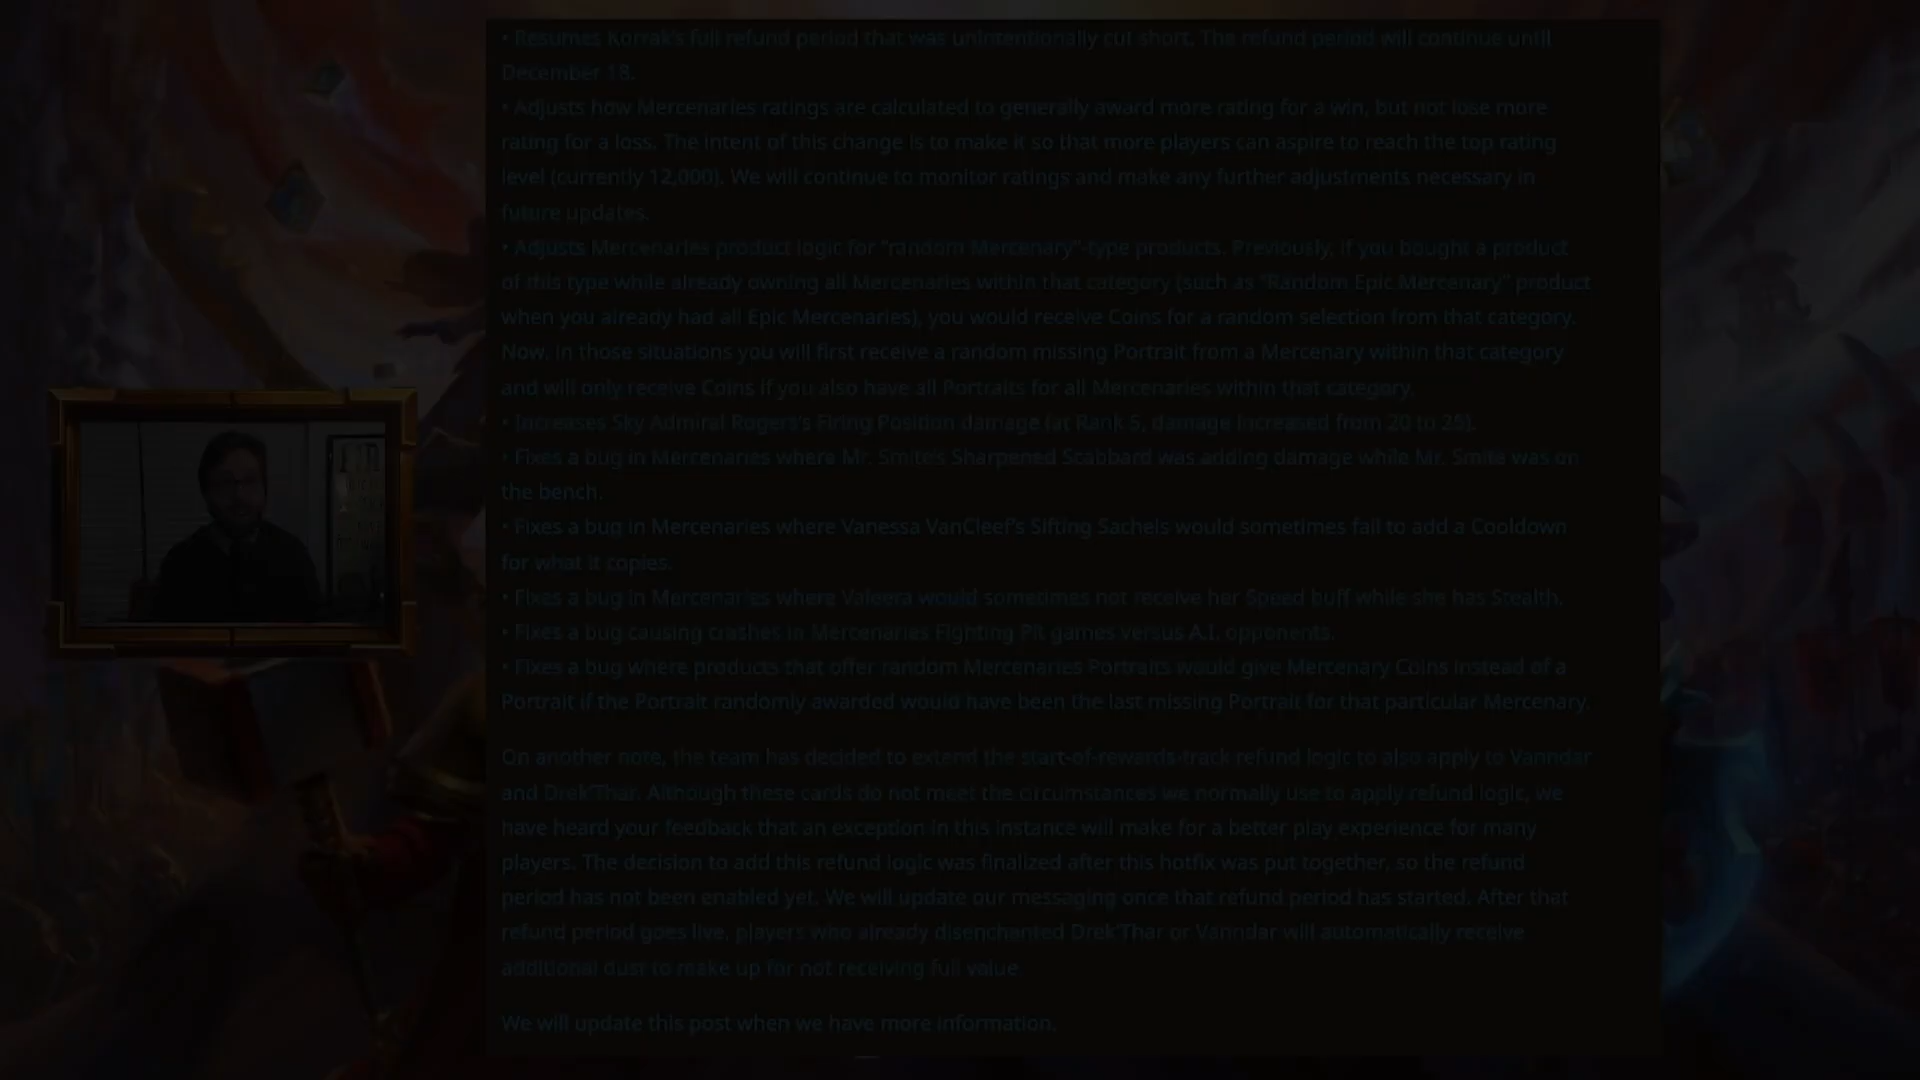 • Resumes Korrak's full refund period that was unintentionally cut short. The refund period will continue until
December 18.
• Adjusts how Mercenaries ratings are calculated to generally award more rating for a win, but not lose more
rating for a loss. The intent of this change is to make it so that more players can aspire to reach the top rating
level (currently 12,000). We will continue to monitor ratings and make any further adjustments necessary in
future updates.
• Adjusts Mercenaries product logic for "random Mercenary"-type products. Previously, if you bought a product
of this type while already owning all Mercenaries within that category (such as "Random Epic Mercenary" product
when you already had all Epic Mercenaries), you would receive Coins for a random selection from that category.
Now, in those situations you will first receive a random missing Portrait from a Mercenary within that category
and will only receive Coins if you also have all Portraits for all Mercenaries within that category.
• Increases Sky Admiral Rogers's Firing Position damage (at Rank 5, damage increased from 20 to 25).
• Fixes a bug in Mercenaries where Mr. Smite's Sharpened Scabbard was adding damage while Mr. Smite was on
the bench.
• Fixes a bug in Mercenaries where Vanessa VanCleef's Sifting Sachels would sometimes fail to add a Cooldown
for what it copies.
• Fixes a bug in Mercenaries where Valeera would sometimes not receive her Speed buff while she has Stealth.
• Fixes a bug causing crashes in Mercenaries Fighting Pit games versus A.I. opponents.
• Fixes a bug where products that offer random Mercenaries Portraits would give Mercenary Coins instead of a
Portrait if the Portrait randomly awarded would have been the last missing Portrait for that particular Mercenary.
On another note, the team has decided to extend the start-of-rewards-track refund logic to also apply to Vanndar
and Drek'Thar. Although these cards do not meet the circumstances we normally use to apply refund logic, we
have heard your feedback that an exception in this instance will make for a better play experience for many
players. The decision to add this refund logic was finalized after this hotfix was put together, so the refund
period has not been enabled yet. We will update our messaging once that refund period has started. After that
refund period goes live, players who already disenchanted Drek'Thar or Vanndar will automatically receive
additional dust to make up for not receiving full value.
We will update this post when we have more information.